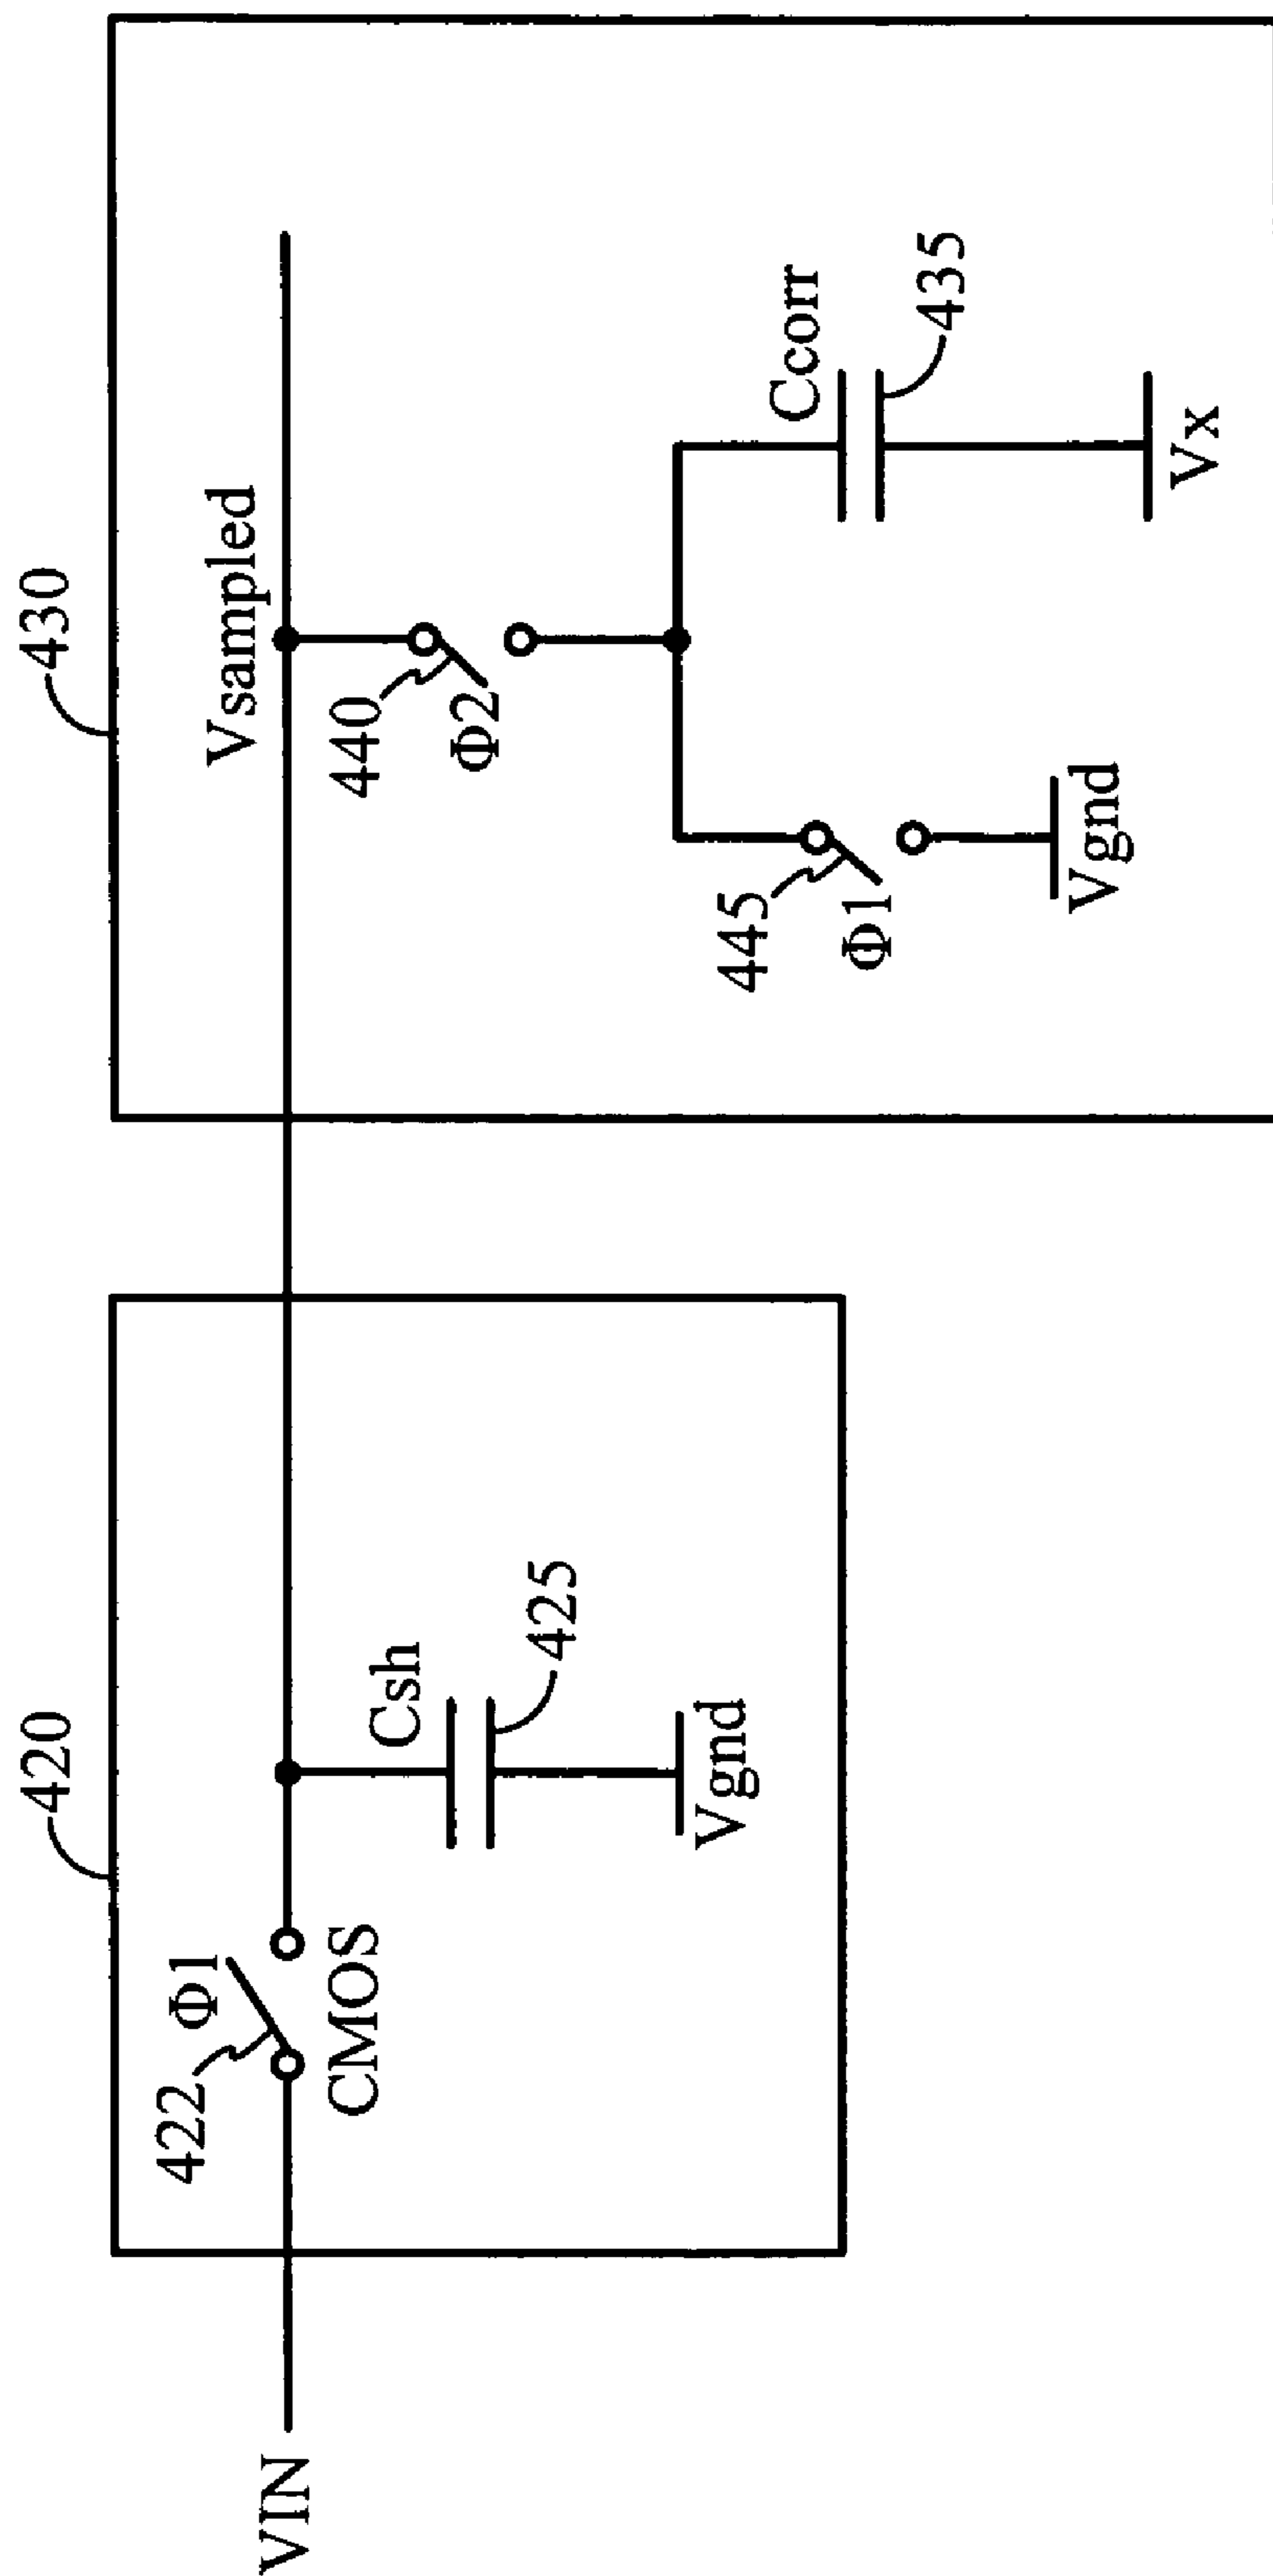 420
430
422
Φ1
CMOS
VIN
Csh
425
Vgnd
Vsampled
440
Φ2
445
Φ1
Vgnd
Ccorr
435
Vx